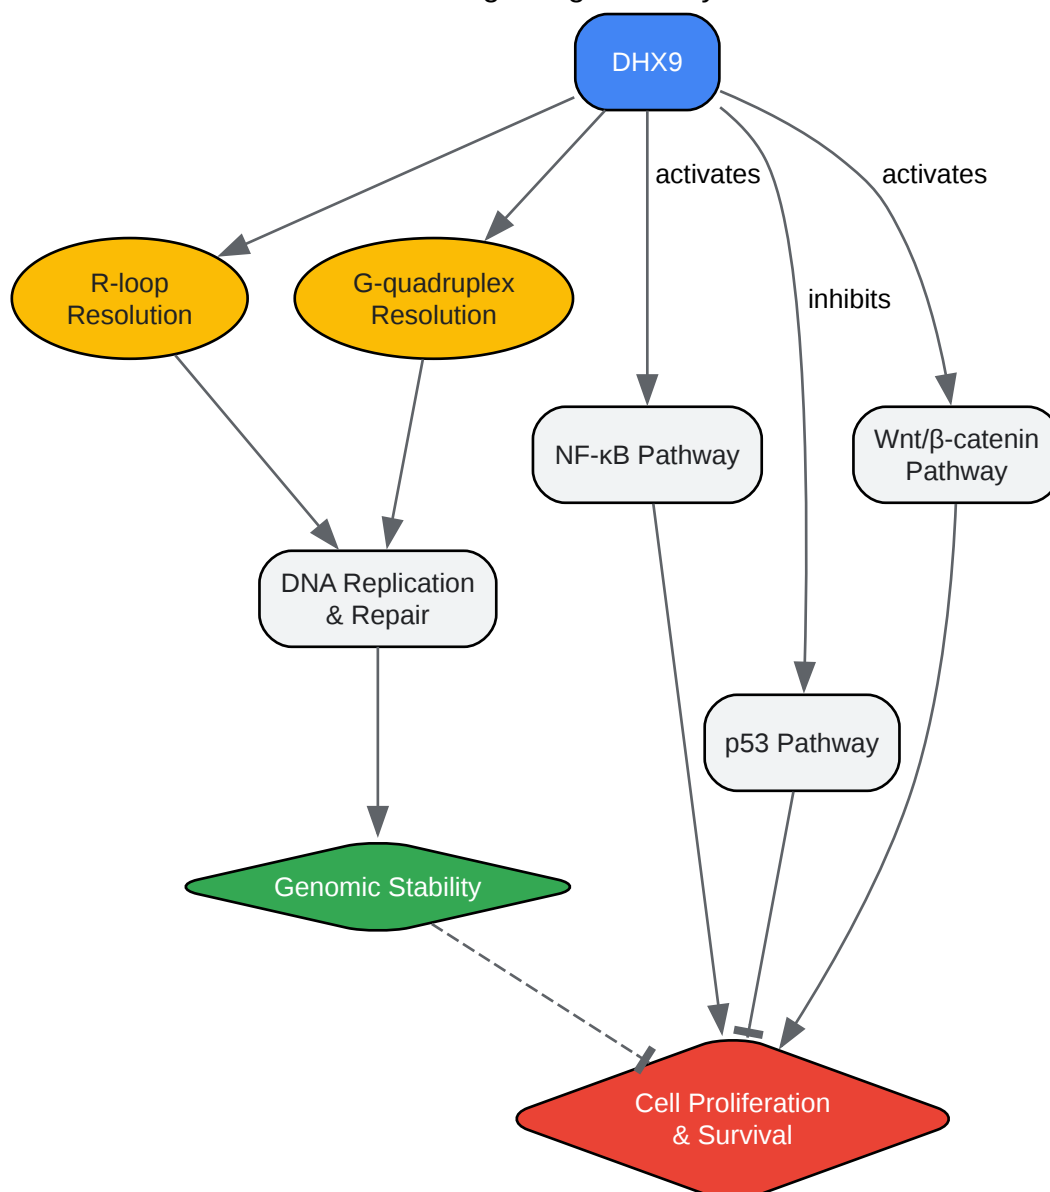 DHX9
activates
activates
R-loop
Resolution
G-quadruplex
Resolution
inhibits
NF-κB Pathway
Wnt/β-catenin
Pathway
DNA Replication
& Repair
p53 Pathway
Genomic Stability
Cell Proliferation
& Survival